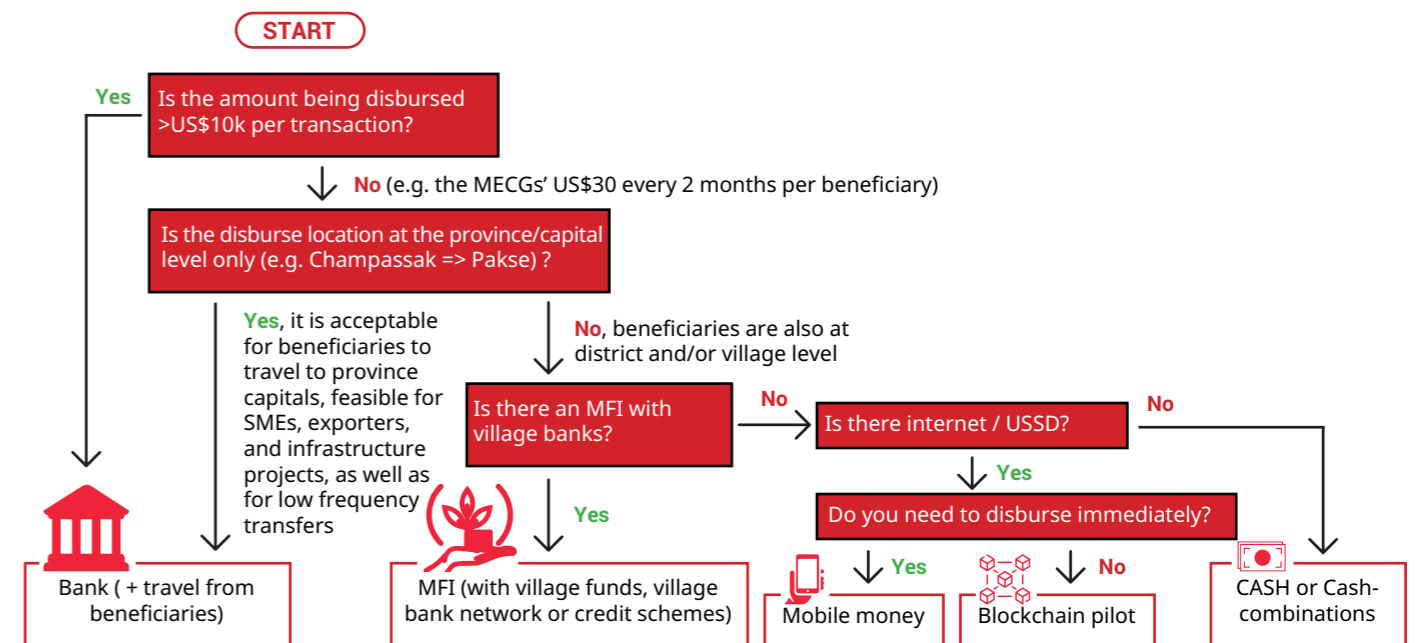 START
Yes
Is the amount being disbursed
>US$10k per transaction?
No (e.g. the MECGs’ US$30 every 2 months per beneficiary)
Is the disburse location at the province/capital
level only (e.g. Champassak => Pakse) ?
Yes, it is acceptable
for beneficiaries to
travel to province
capitals, feasible for
SMEs, exporters,
and infrastructure
projects, as well as
for low frequency
transfers
No, beneficiaries are also at
district and/or village level
Is there an MFI with
village banks?
No
Is there internet / USSD?
No
Yes
Yes
Do you need to disburse immediately?
Yes
No
Bank ( + travel from
beneficiaries)
MFI (with village funds, village
bank network or credit schemes)
Mobile money
Blockchain pilot
CASH or Cash-
combinations